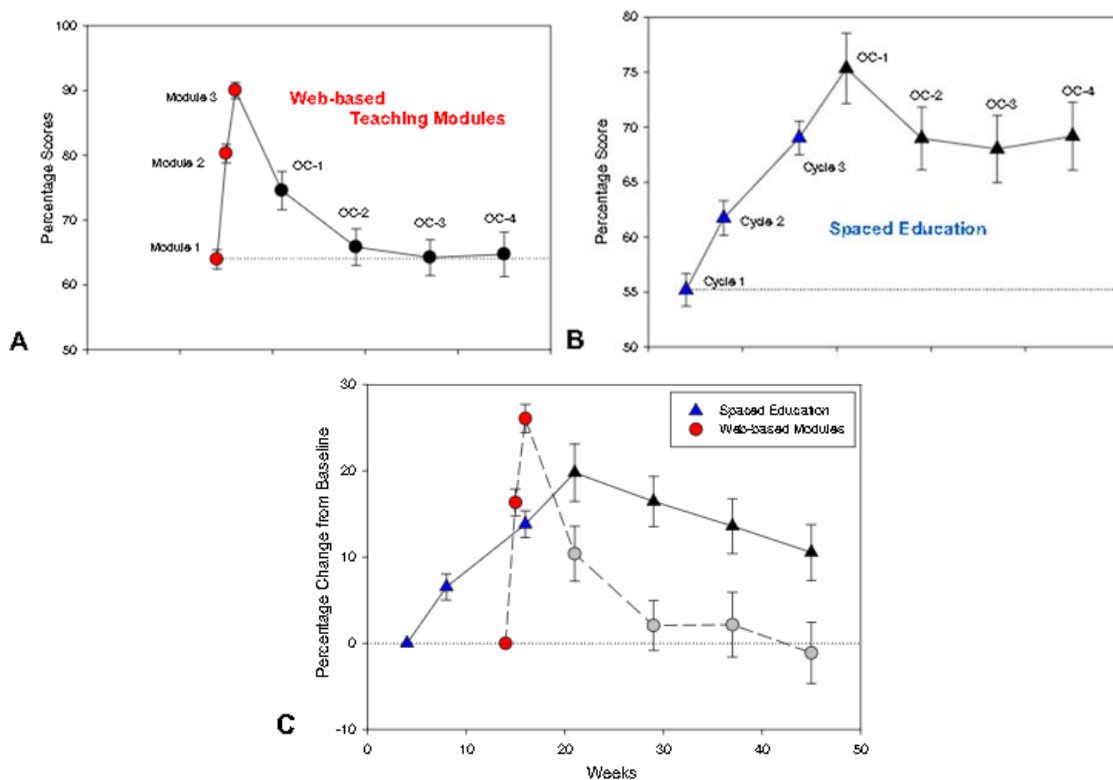 100
90
80
70
60
50
Percentage Scores
Module 3
Module 2
Module 1
Web-based
Teaching Modules
OC-1
OC-2
OC-3
OC-4
A
80
75
70
65
60
55
50
Percentage Score
OC-1
OC-2
OC-3
OC-4
Cycle 3
Cycle 2
Cycle 1
Spaced Education
B
30
20
10
0
-10
Percentage Change from Baseline
Spaced Education
Web-based Modules
C
0
10
20
30
40
50
Weeks